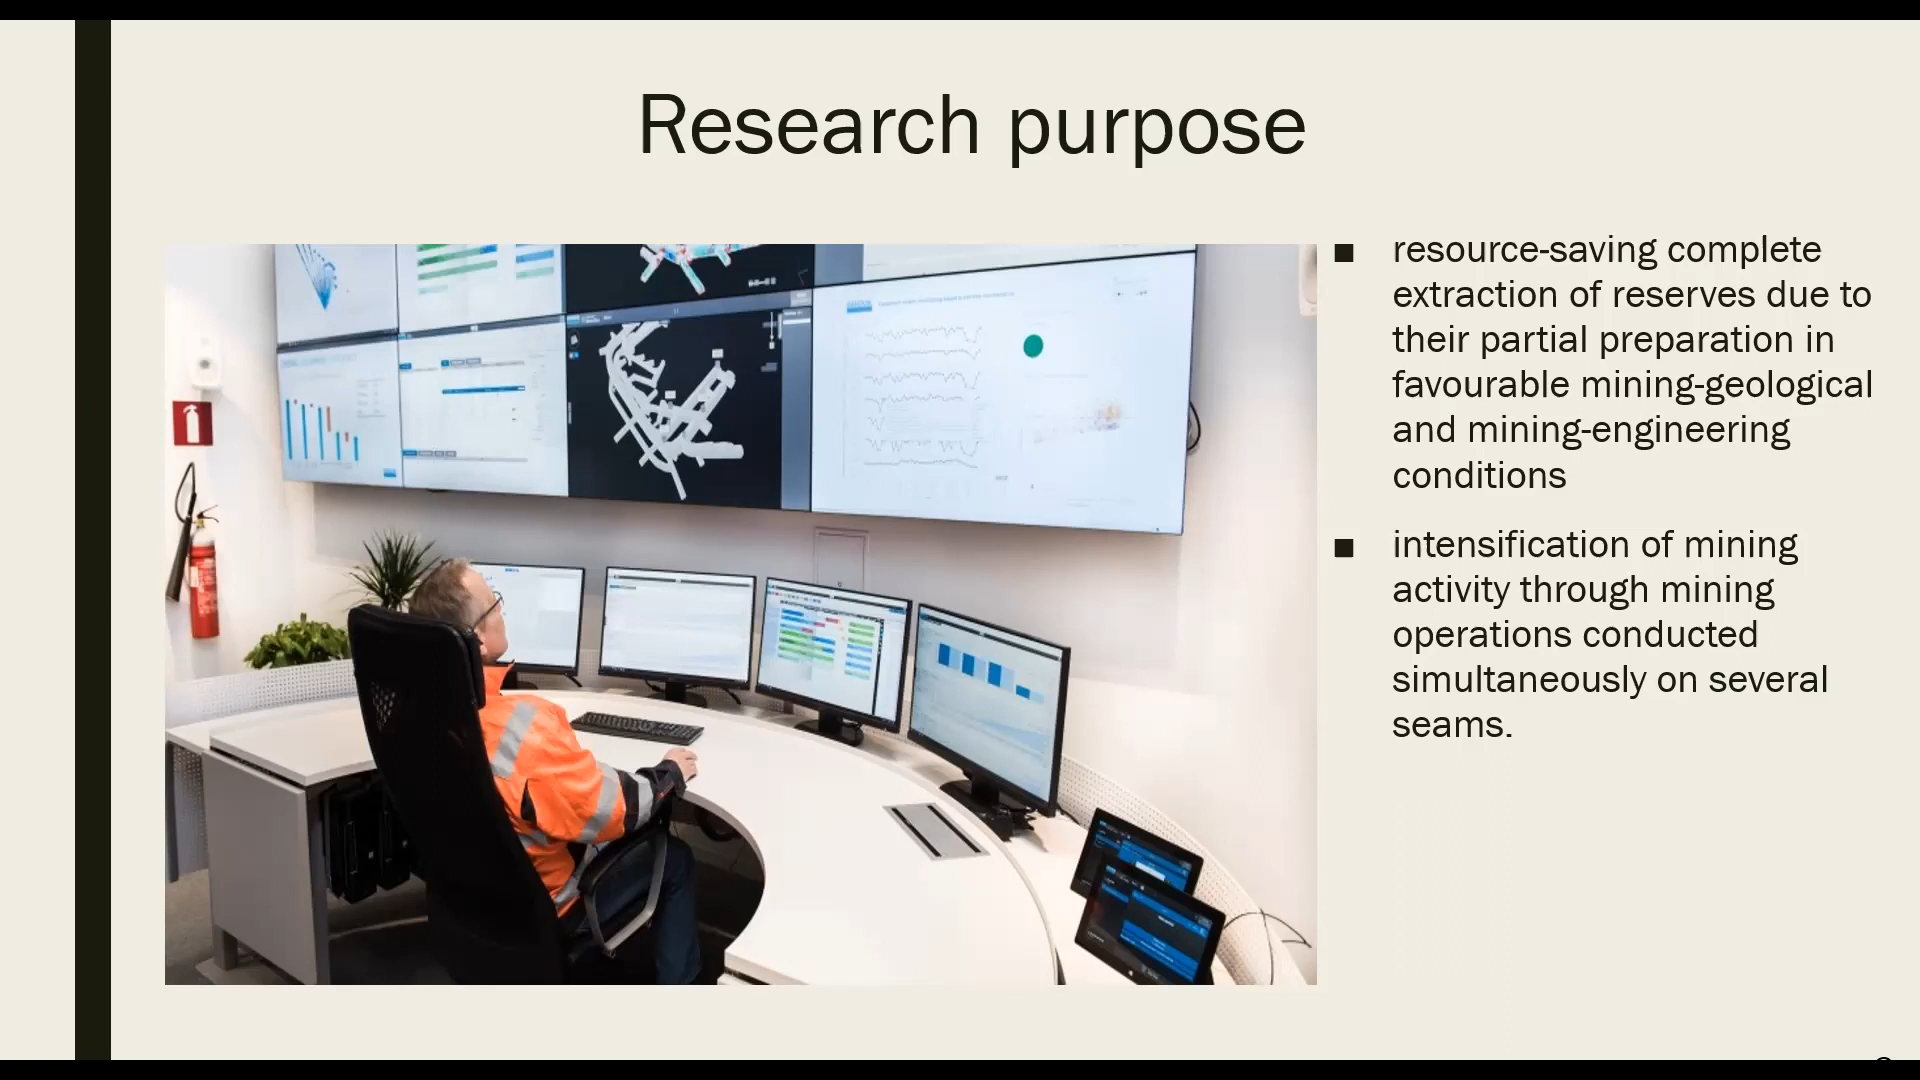 Research purpose
■ resource-saving complete
extraction of reserves due to
their partial preparation in
favourable mining-geological
and mining-engineering
conditions
■ intensification of mining
activity through mining
operations conducted
simultaneously on several
seams.